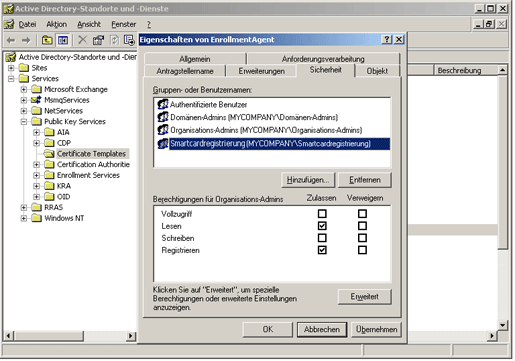 Active Directory-Standorte und -Dienste
Datei Aktion Ansicht Fenster ?
Active Directory-Standorte und -Dien
Sites
Services
Microsoft Exchange
MsmqServices
NetServices
Public Key Services
AIA
CDP
Certificate Templates
Certification Authoritie
Enrollment Services
KRA
OID
RRAS
Windows NT
Beschreibung
Eigenschaften von EnrollmentAgent
Allgemein Anforderungsverarbeitung
Antragstellername Erweiterungen Sicherheit Objekt
Gruppen- oder Benutzernamen:
Authentifizierte Benutzer
Domänen-Admins (MYCOMPANY\Domänen-Admins)
Organisations-Admins (MYCOMPANY\Organisations-Admins)
Smartcardregistrierung (MYCOMPANY\Smartcardregistrierung)
Hinzufügen... Entfernen
Berechtigungen für Organisations-Admins Zulassen Verweigern
Vollzugriff
Lesen
Schreiben
Registrieren
Klicken Sie auf "Erweitert", um spezielle
Berechtigungen oder erweiterte Einstellungen
anzuzeigen.
Erweitert
OK Abbrechen Übernehmen